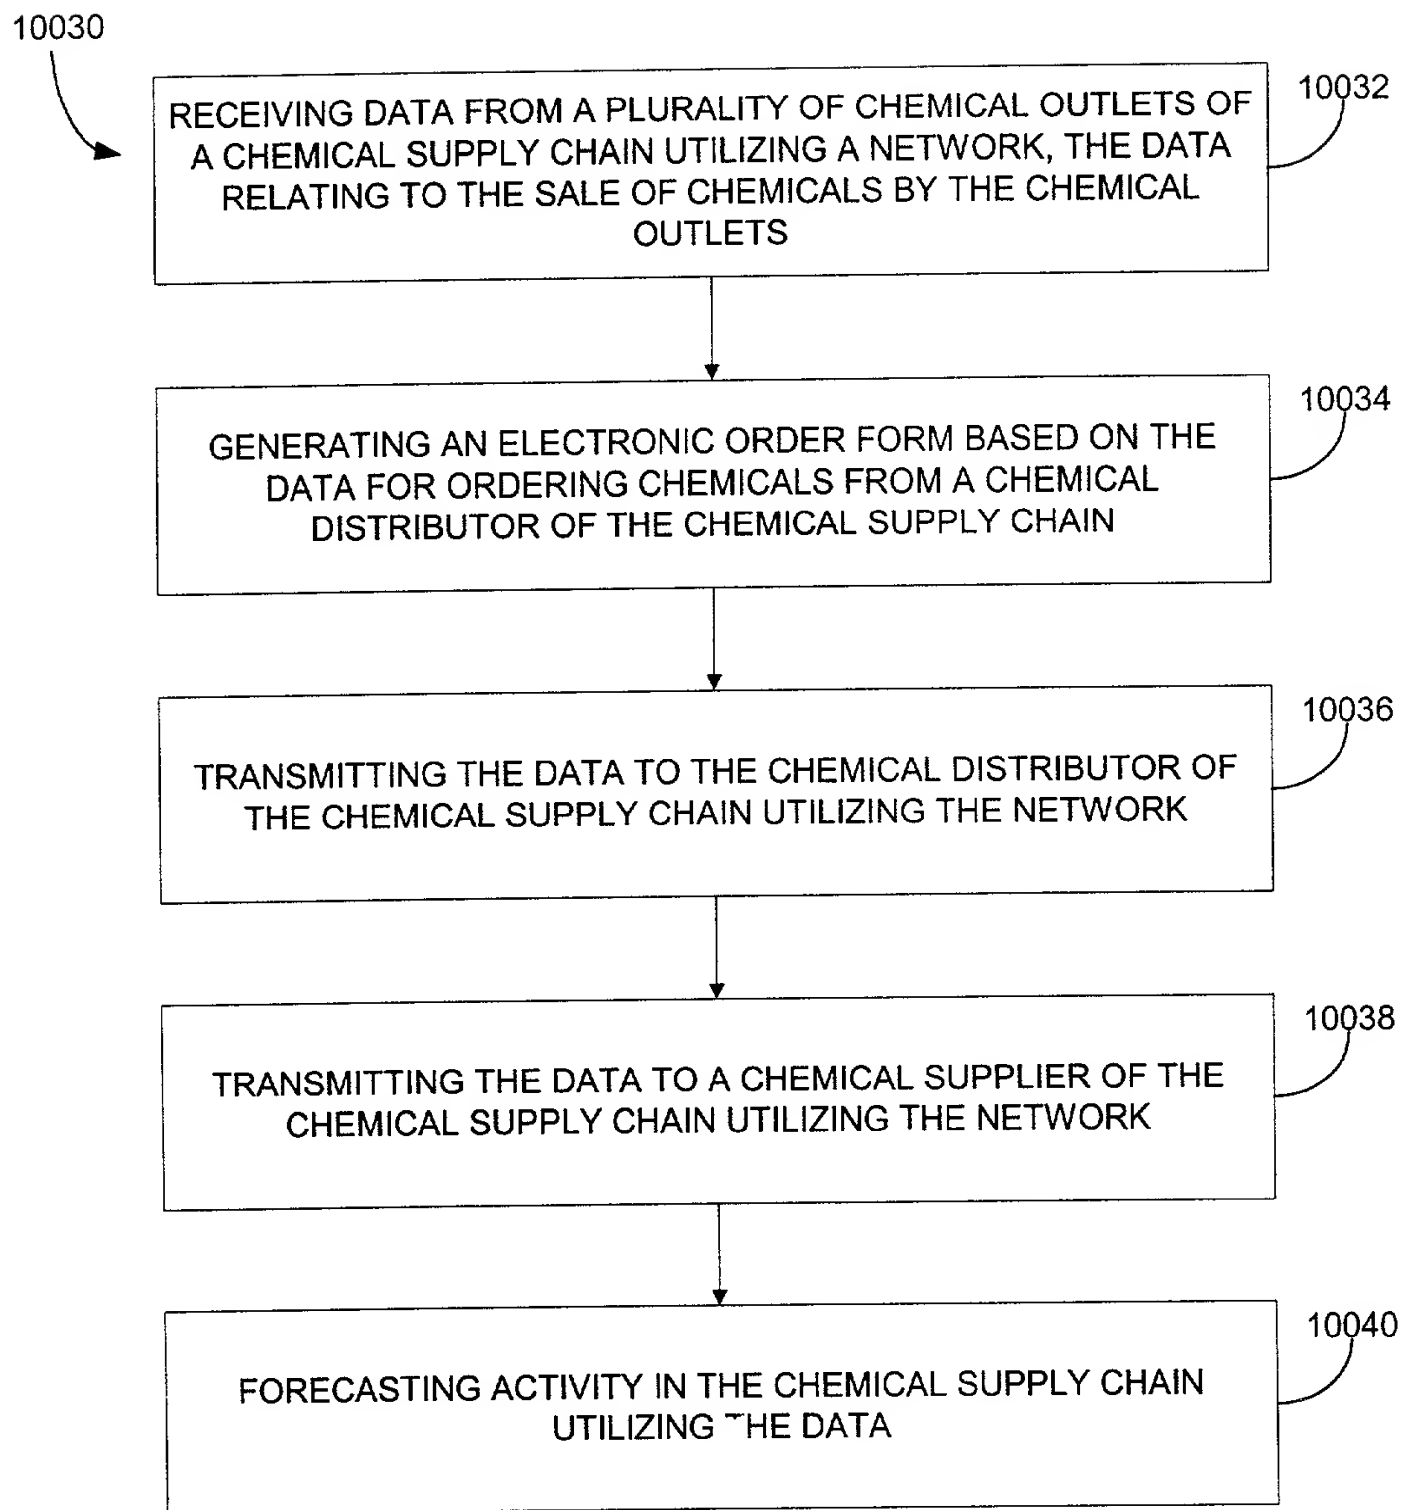 10030
10032
RECEIVING DATA FROM A PLURALITY OF CHEMICAL OUTLETS OF
A CHEMICAL SUPPLY CHAIN UTILIZING A NETWORK, THE DATA
RELATING TO THE SALE OF CHEMICALS BY THE CHEMICAL
OUTLETS
10034
GENERATING AN ELECTRONIC ORDER FORM BASED ON THE
DATA FOR ORDERING CHEMICALS FROM A CHEMICAL
DISTRIBUTOR OF THE CHEMICAL SUPPLY CHAIN
10036
TRANSMITTING THE DATA TO THE CHEMICAL DISTRIBUTOR OF
THE CHEMICAL SUPPLY CHAIN UTILIZING THE NETWORK
10038
TRANSMITTING THE DATA TO A CHEMICAL SUPPLIER OF THE
CHEMICAL SUPPLY CHAIN UTILIZING THE NETWORK
10040
FORECASTING ACTIVITY IN THE CHEMICAL SUPPLY CHAIN
UTILIZING THE DATA